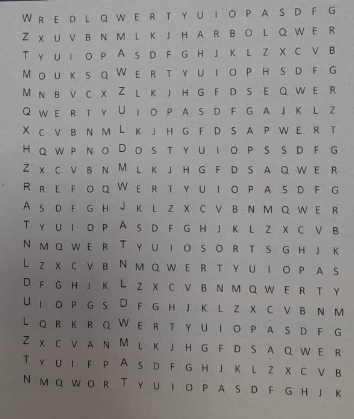 W R E D L Q W E R T Y U I O P A S D F G
Z X U V B N M L K J H A R B O L Q W E R
T Y U I O P A S D F G H J K L Z X C V B
M O U K S Q W E R T Y U I O P H S D F G
M N B V C X Z L K J H G F D S E Q W E R
Q W E R T Y U I O P A S D F G A J K L Z
X C V B N M L K J H G F D S A P W E R T
H Q W P N O D O S T Y U I O P S S D F G
Z X C V B N M L K J H G F D S A Q W E R
R R E F O Q W E R T Y U I O P A S D F G
A S D F G H J K L Z X C V B N M Q W E R
T Y U I O P A S D F G H J K L Z X C V B
N M Q W E R T Y U I O S O R T S G H J K
L Z X C V B N M Q W E R T Y U I O P A S
D F G H J K L Z X C V B N M Q W E R T Y
U I O P G S D F G H J K L Z X C V B N M
L Q R K R Q W E R T Y U I O P A S D F G
Z X C V A N M L K J H G F D S A Q W E R
T Y U I F P A S D F G H J K L Z X C V B
N M Q W O R T Y U I O P A S D F G H J K